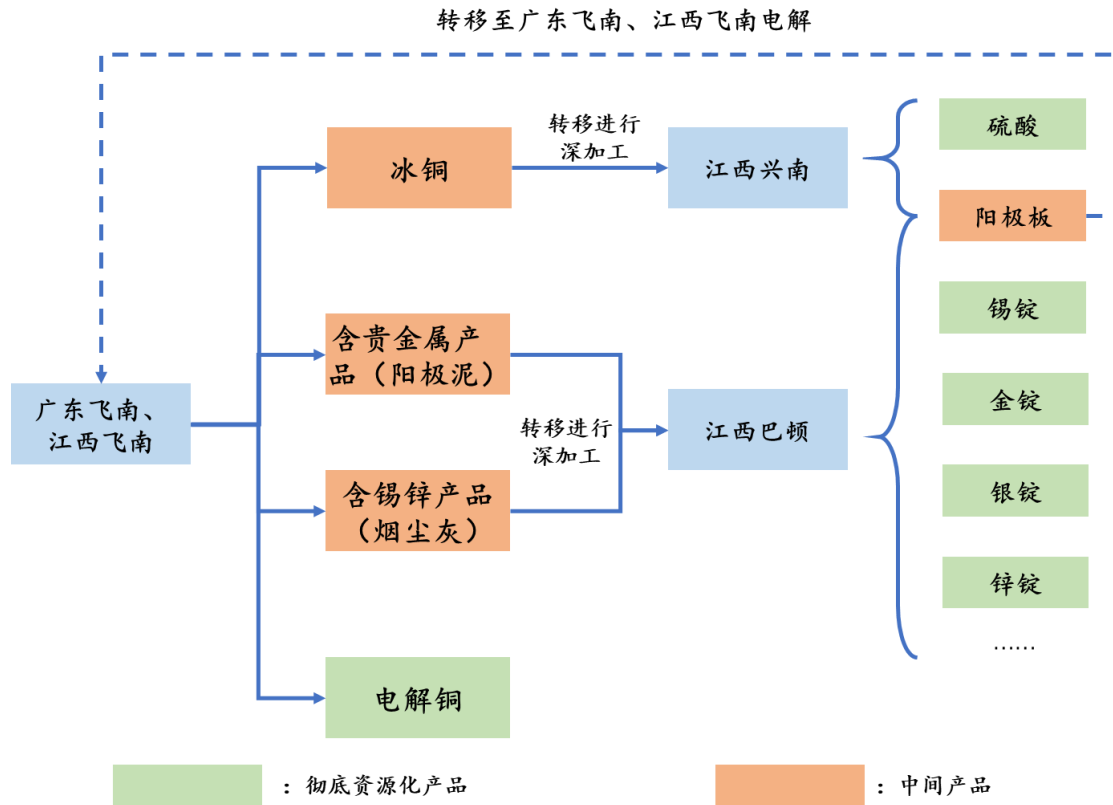 转移至广东飞南、江西飞南电解
冰铜
转移进行
深加工
江西兴南
硫酸
阳极板
锡锭
含贵金属产
品（阳极泥）
广东飞南、
江西飞南
转移进行
深加工
江西巴顿
金锭
含锡锌产品
（烟尘灰）
银锭
锌锭
……
电解铜
：彻底资源化产品
：中间产品